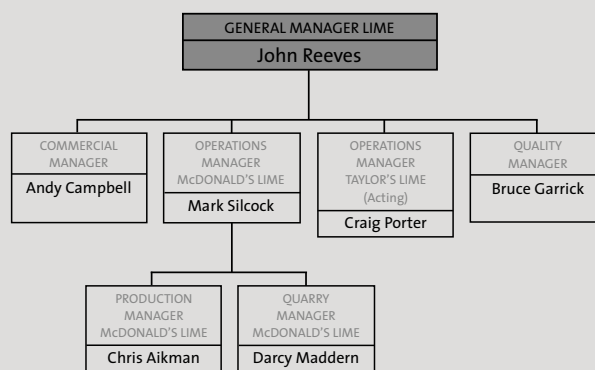 GENERAL MANAGER LIME
John Reeves
COMMERCIAL
MANAGER
Andy Campbell
OPERATIONS
MANAGER
McDONALD'S LIME
Mark Silcock
OPERATIONS
MANAGER
TAYLOR'S LIME
(Acting)
Craig Porter
QUALITY
MANAGER
Bruce Garrick
PRODUCTION
MANAGER
McDONALD'S LIME
Chris Aikman
QUARRY
MANAGER
McDONALD'S LIME
Darcy Maddern